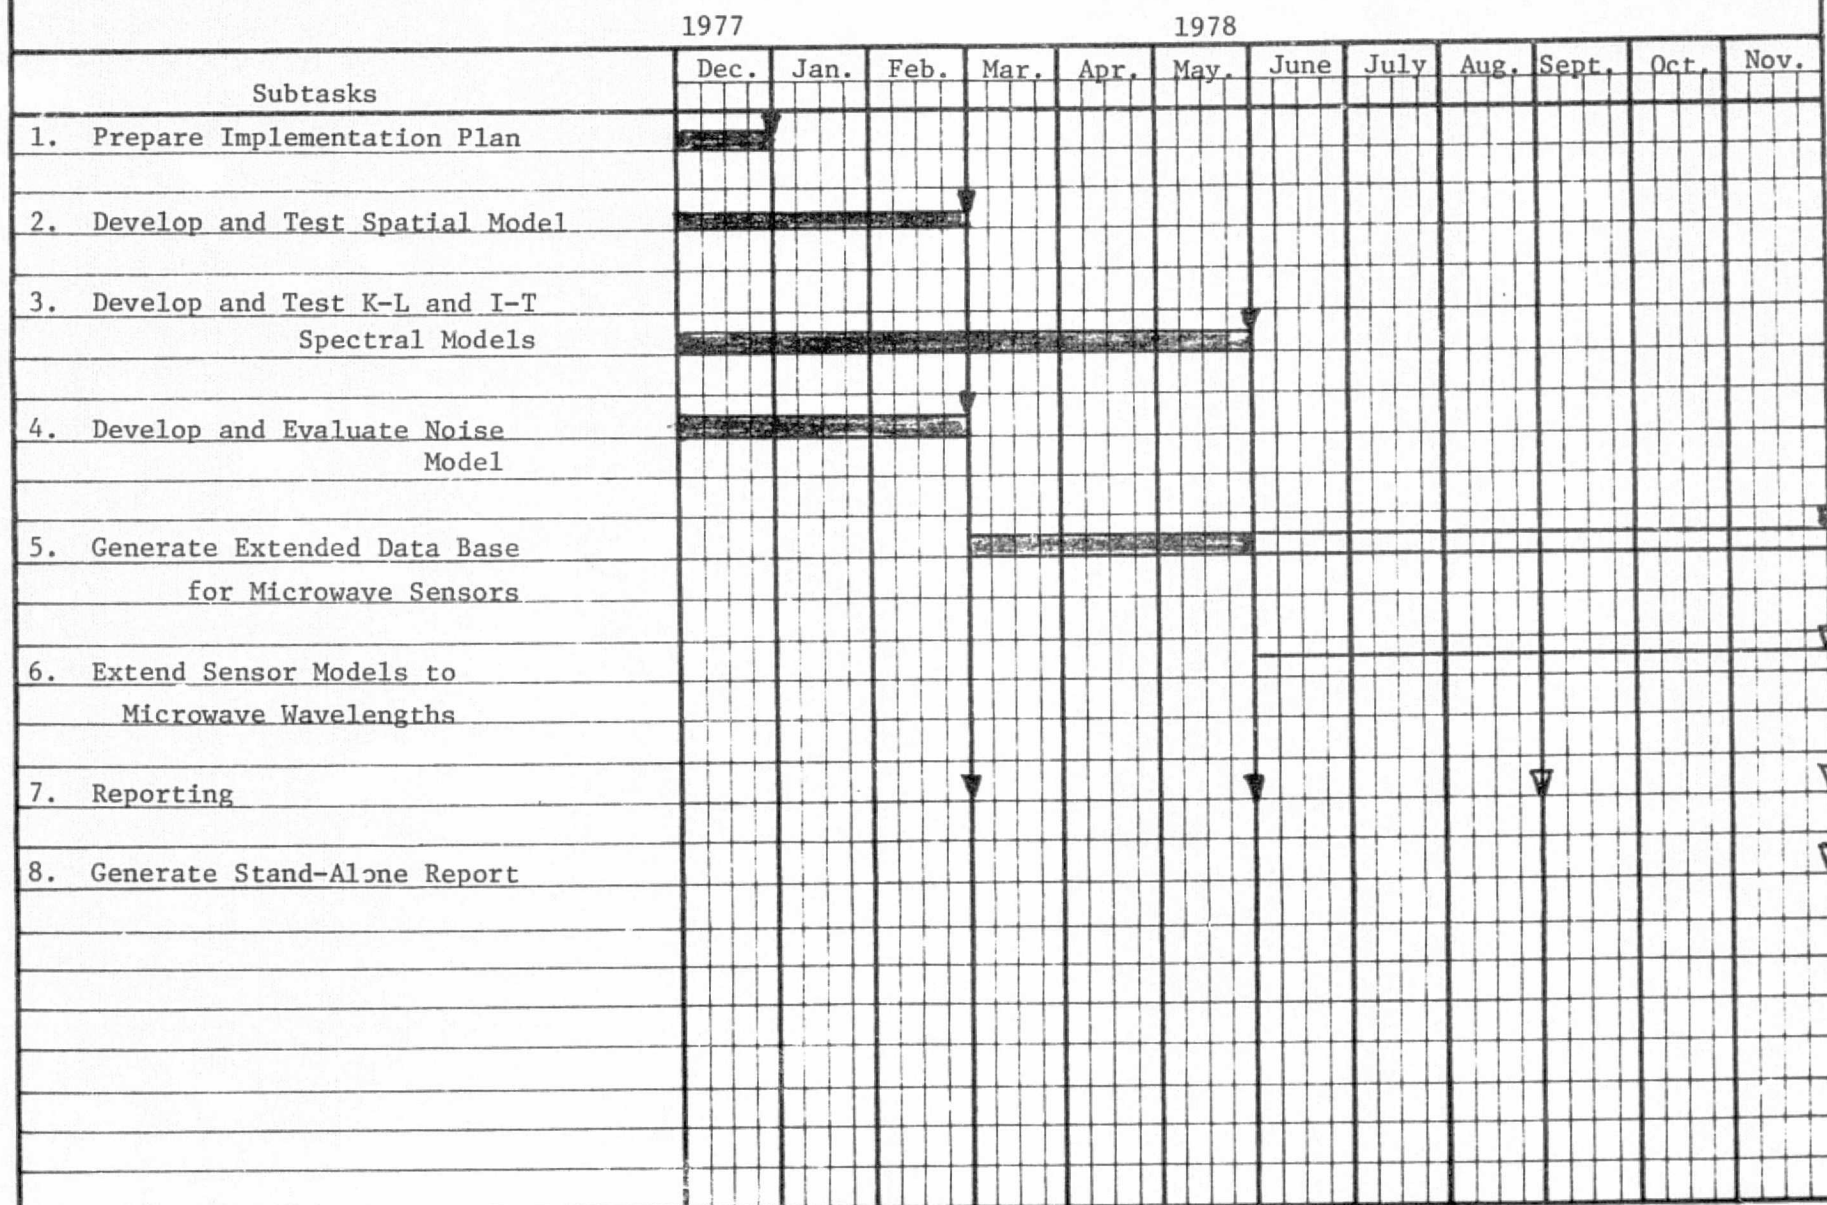 1977 1978
Dec. Jan. Feb. Mar. Apr. May. June July Aug. Sept. Oct. Nov.
Subtasks
1. Prepare Implementation Plan
2. Develop and Test Spatial Model
3. Develop and Test K-L and I-T
Spectral Models
4. Develop and Evaluate Noise
Model
5. Generate Extended Data Base
for Microwave Sensors
6. Extend Sensor Models to
Microwave Wavelengths
7. Reporting
8. Generate Stand-Alone Report